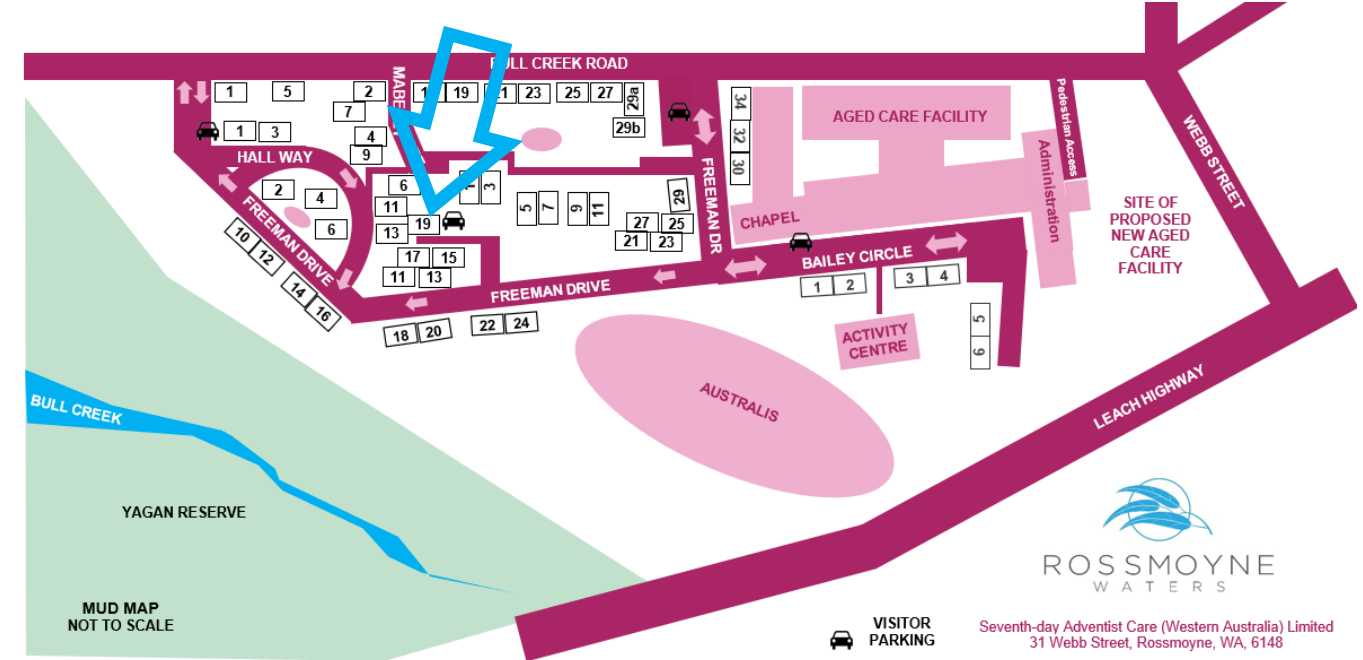 BULL CREEK ROAD
1
5
2
7
19
21
23
25
27
29a
29b
34
32
30
AGED CARE FACILITY
Pedestrian Access
WEBB STREET
1
3
4
9
HALL WAY
2
4
6
6
11
13
19
3
5
7
9
11
29
27
25
21
23
FREEMAN DR
CHAPEL
Administration
SITE OF
PROPOSED
NEW AGED
CARE
FACILITY
FREEMAN DRIVE
10
12
14
16
17
15
11
13
FREEMAN DRIVE
BAILEY CIRCLE
1
2
3
4
5
6
18
20
22
24
ACTIVITY
CENTRE
AUSTRALIS
LEACH HIGHWAY
BULL CREEK
YAGAN RESERVE
MUD MAP
NOT TO SCALE
ROSSMOYNE
WATERS
VISITOR
PARKING
Seventh-day Adventist Care (Western Australia) Limited
31 Webb Street, Rossmoyne, WA, 6148